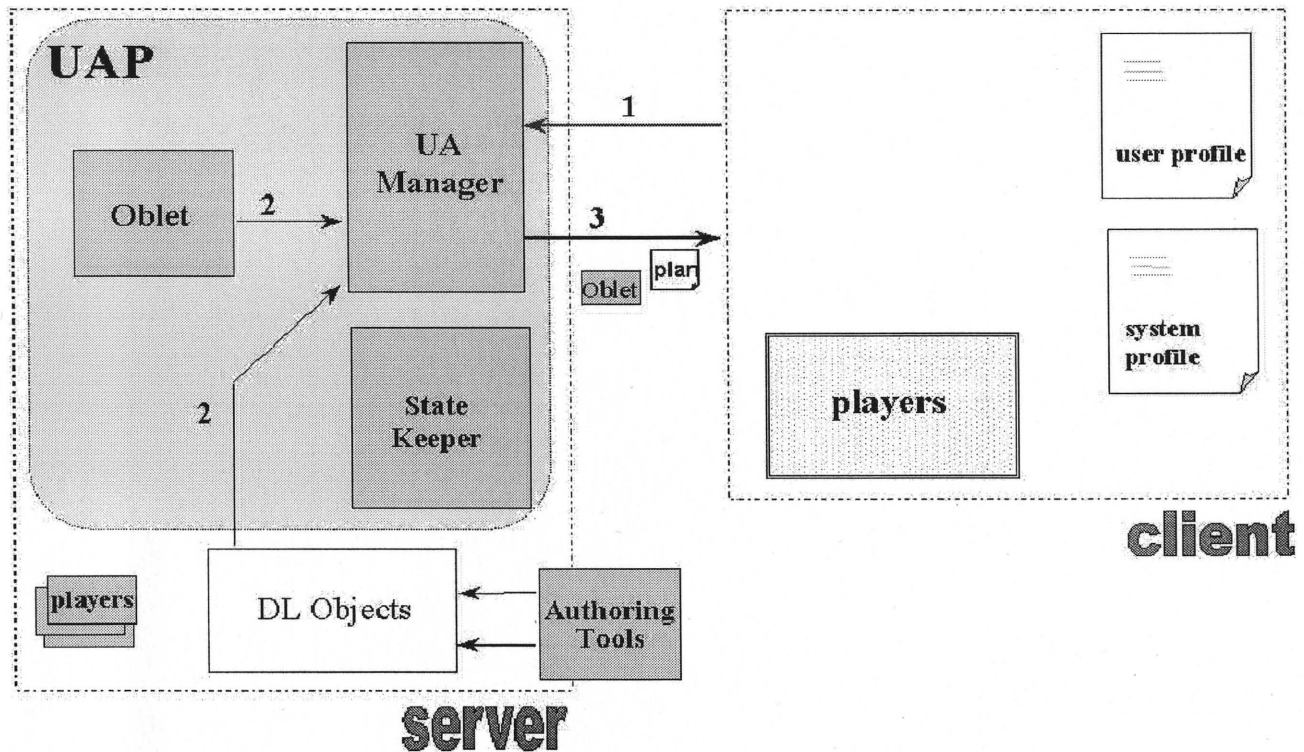 UAP
UA
Manager
Oblet
2
2
State
Keeper
1
3
Oblet
plan
user profile
system
profile
players
client
players
DL Objects
Authoring
Tools
server